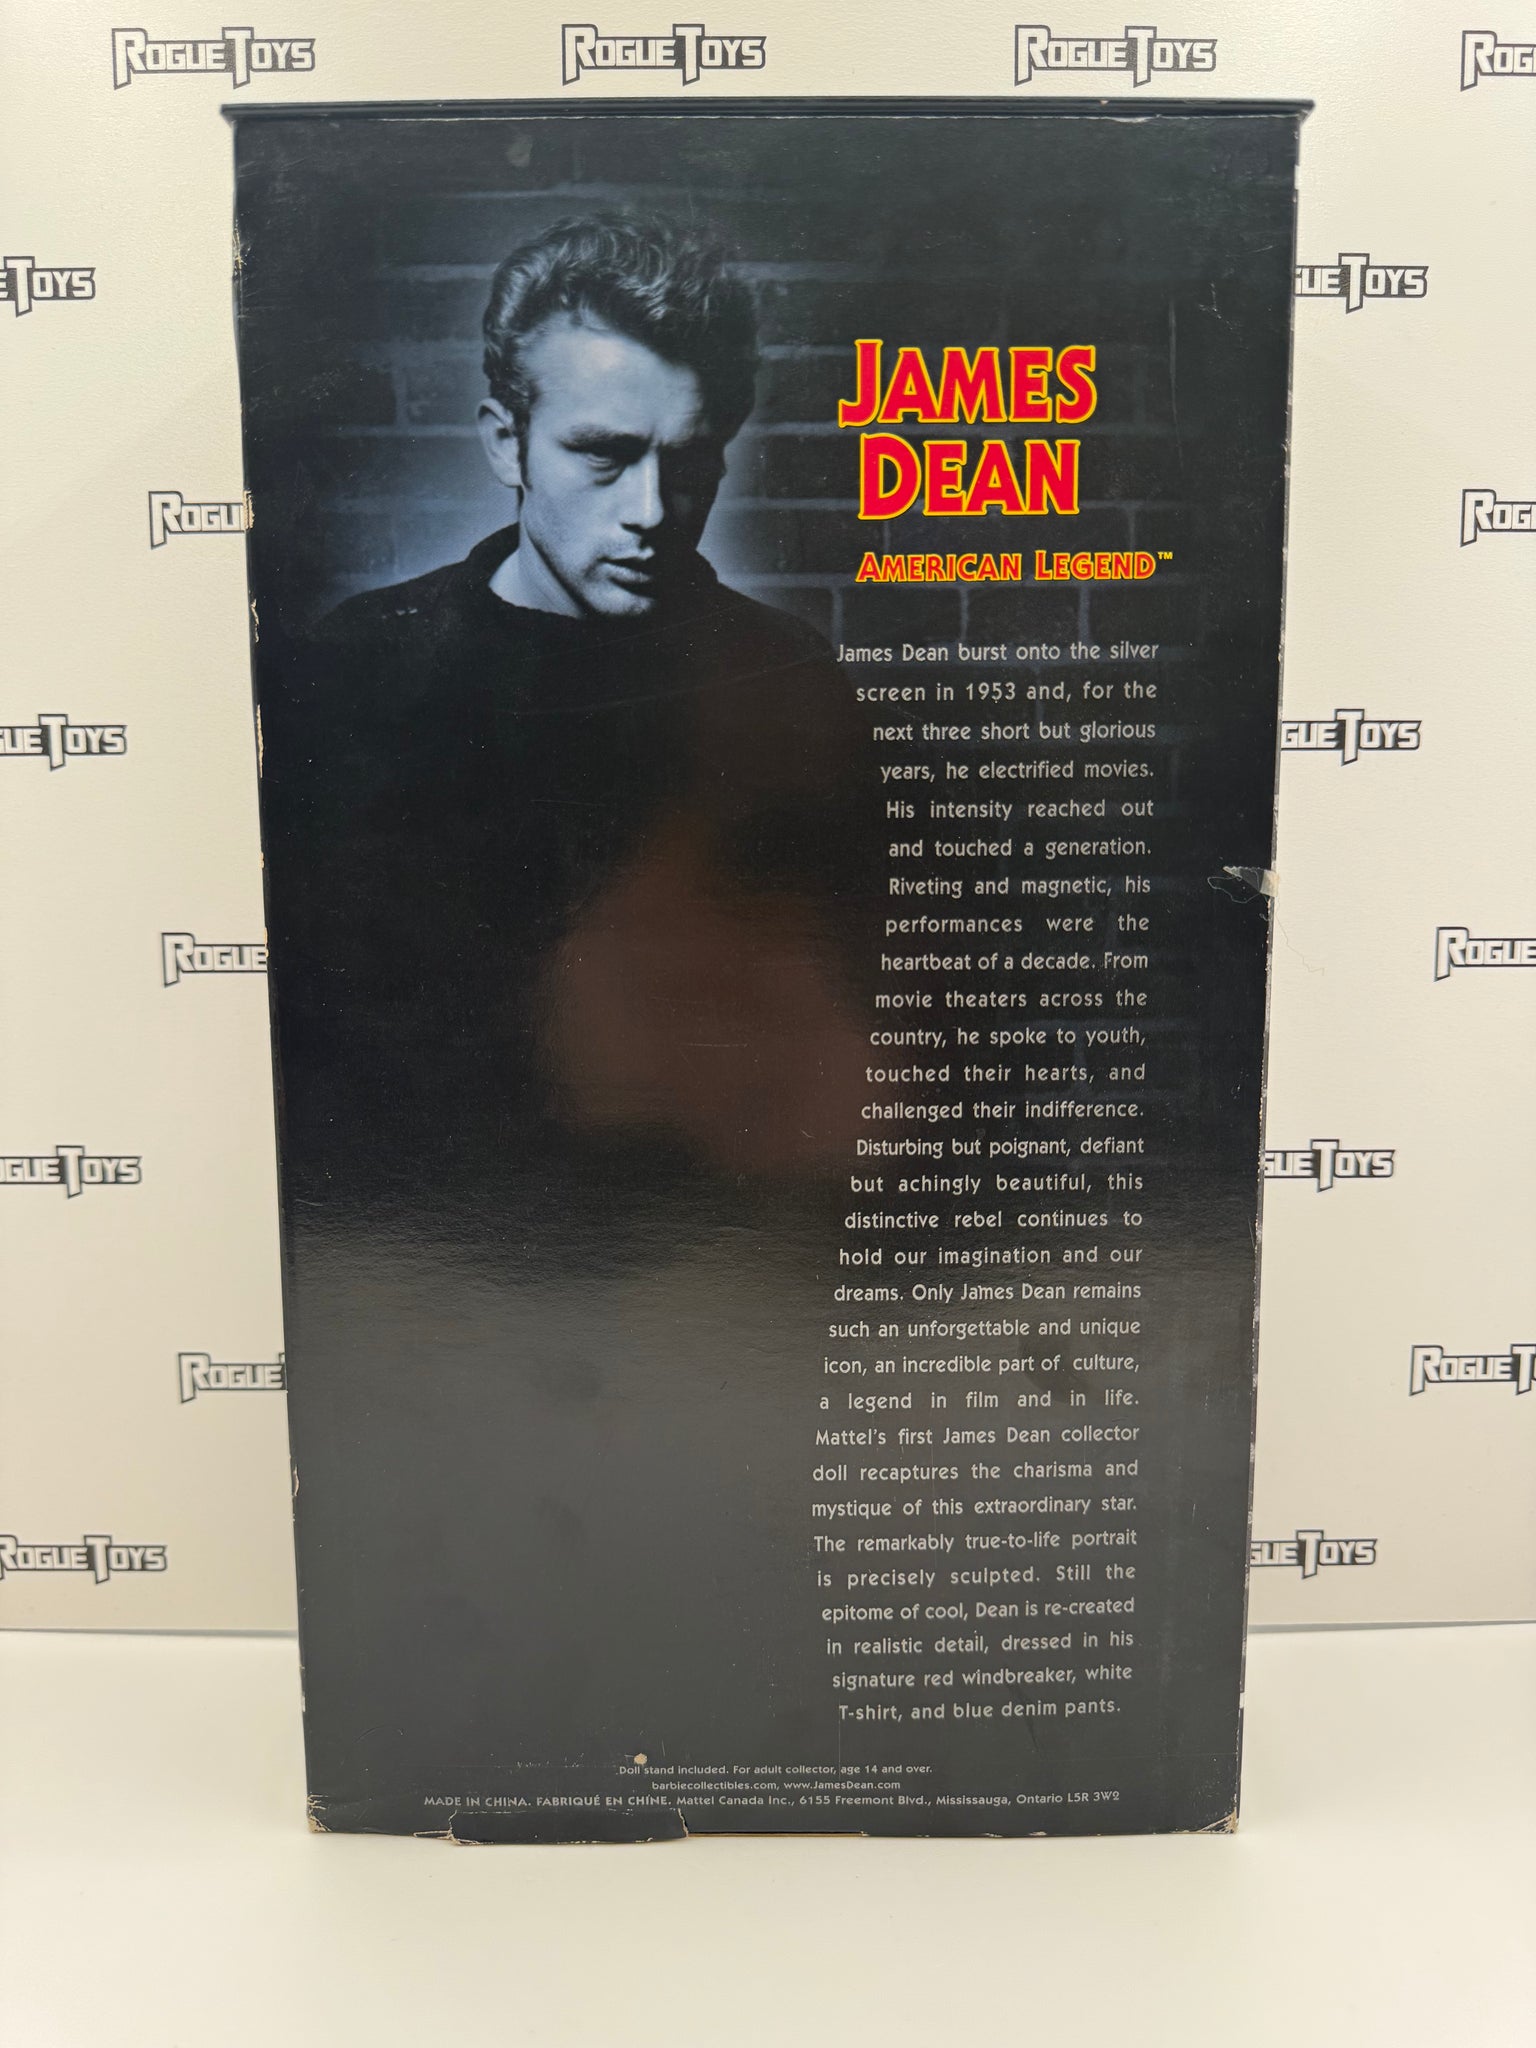 ROGUE TOYS
ROGUE TOYS
ROGUE TOYS
JAMES
DEAN
AMERICAN LEGEND™
James Dean burst onto the silver
screen in 1953 and, for the
next three short but glorious
years, he electrified movies.
His intensity reached out
and touched a generation.
Riveting and magnetic, his
performances were the
heartbeat of a decade. From
movie theaters across the
country, he spoke to youth,
touched their hearts, and
challenged their indifference.
Disturbing but poignant, defiant
but achingly beautiful, this
distinctive rebel continues to
hold our imagination and our
dreams. Only James Dean remains
such an unforgettable and unique
icon, an incredible part of culture,
a legend in film and in life.
Mattel's first James Dean collector
doll recaptures the charisma and
mystique of this extraordinary star.
The remarkably true-to-life portrait
is precisely sculpted. Still the
epitome of cool, Dean is re-created
in realistic detail, dressed in his
signature red windbreaker, white
T-shirt, and blue denim pants.
Doll stand included. For adult collector, age 14 and over.
barbiecollectibles.com, www.JamesDean.com
MADE IN CHINA. FABRIQUÉ EN CHINE. Mattel Canada Inc., 6155 Freemont Blvd., Mississauga, Ontario L5R 3W2